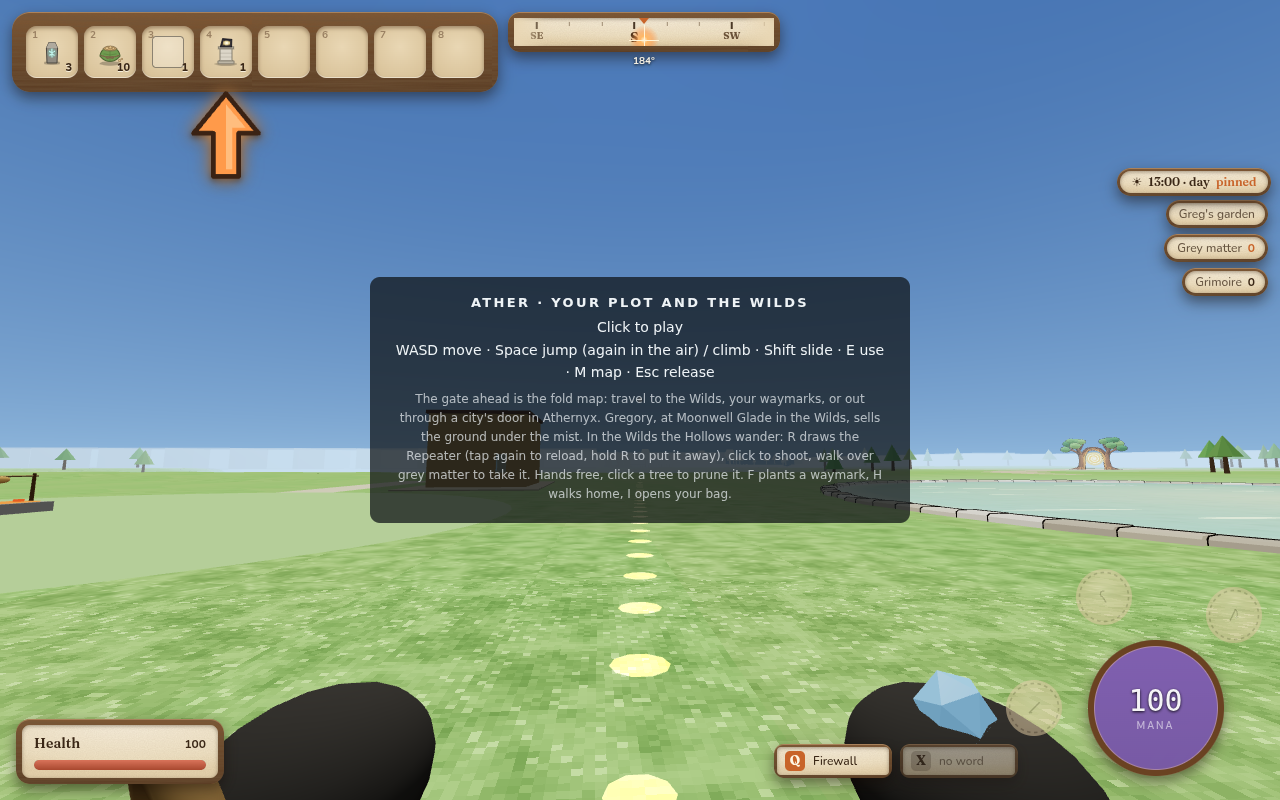 1
2
3
4
5
6
7
8
3
10
1
1
SE
S
SW
184°
☀ 13:00 · day pinned
Greg's garden
Grey matter 0
Grimoire 0
ATHER · YOUR PLOT AND THE WILDS
Click to play
WASD move · Space jump (again in the air) / climb · Shift slide · E use
· M map · Esc release
The gate ahead is the fold map: travel to the Wilds, your waymarks, or out
through a city's door in Athernyx. Gregory, at Moonwell Glade in the Wilds, sells
the ground under the mist. In the Wilds the Hollows wander: R draws the
Repeater (tap again to reload, hold R to put it away), click to shoot, walk over
grey matter to take it. Hands free, click a tree to prune it. F plants a waymark, H
walks home, I opens your bag.
Health 100
Q Firewall
X no word
100
MANA